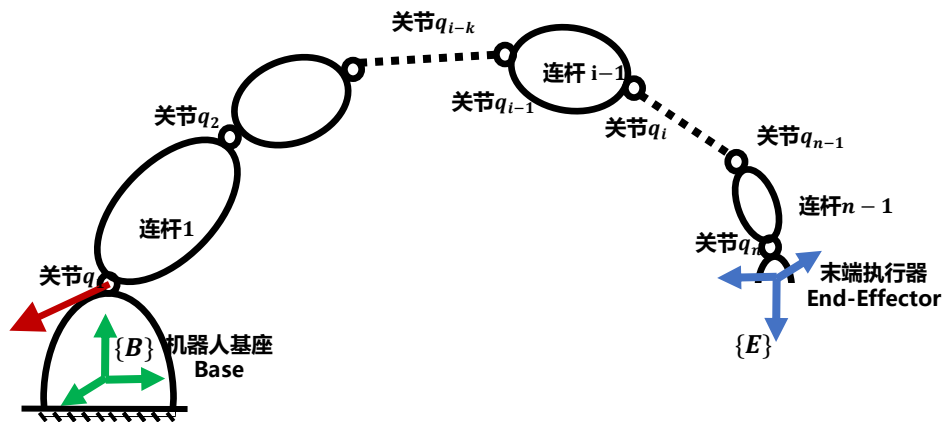 关节q_{i−k}
连杆 i−1
关节q_{i−1}
关节q_2
关节q_i
关节q_{n−1}
连杆1
连杆n − 1
关节q_n
关节q
末端执行器
End-Effector
{B}
机器人基座
Base
{E}